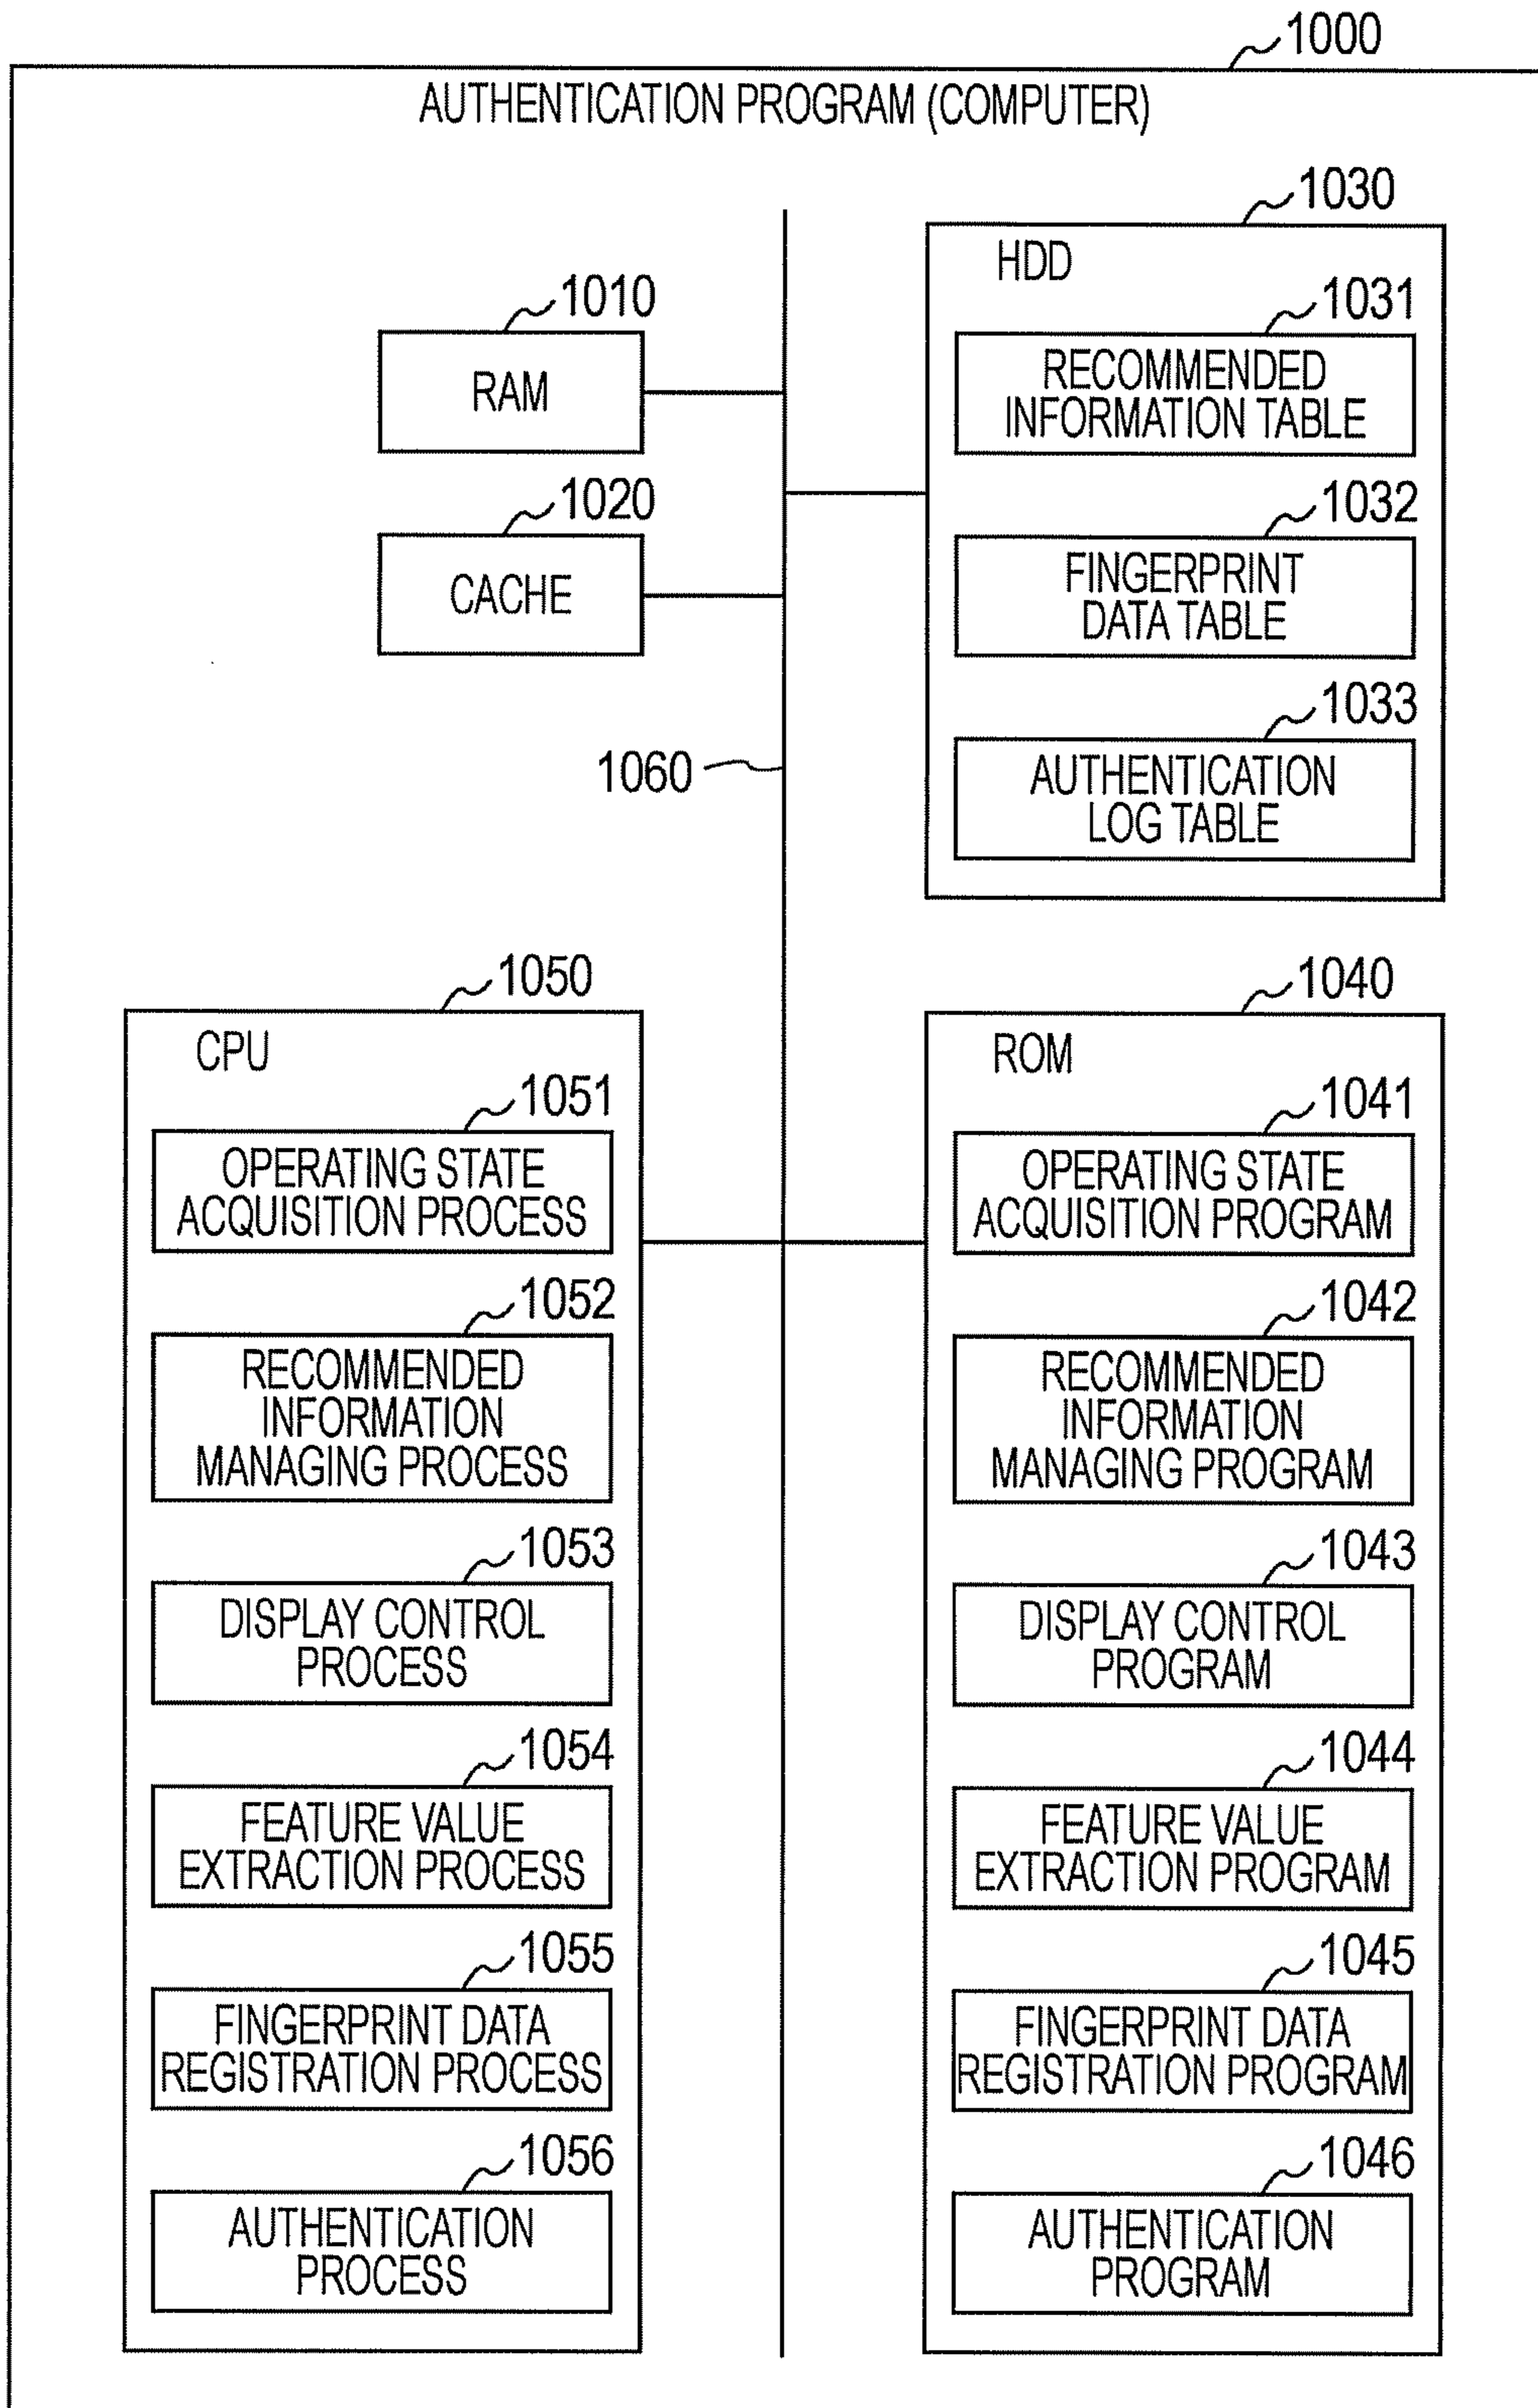 1000
AUTHENTICATION PROGRAM (COMPUTER)
1010
RAM
1020
CACHE
1060
1030
HDD
1031
RECOMMENDED
INFORMATION TABLE
1032
FINGERPRINT
DATA TABLE
1033
AUTHENTICATION
LOG TABLE
1050
CPU
1051
OPERATING STATE
ACQUISITION PROCESS
1052
RECOMMENDED
INFORMATION
MANAGING PROCESS
1053
DISPLAY CONTROL
PROCESS
1054
FEATURE VALUE
EXTRACTION PROCESS
1055
FINGERPRINT DATA
REGISTRATION PROCESS
1056
AUTHENTICATION
PROCESS
1040
ROM
1041
OPERATING STATE
ACQUISITION PROGRAM
1042
RECOMMENDED
INFORMATION
MANAGING PROGRAM
1043
DISPLAY CONTROL
PROGRAM
1044
FEATURE VALUE
EXTRACTION PROGRAM
1045
FINGERPRINT DATA
REGISTRATION PROGRAM
1046
AUTHENTICATION
PROGRAM